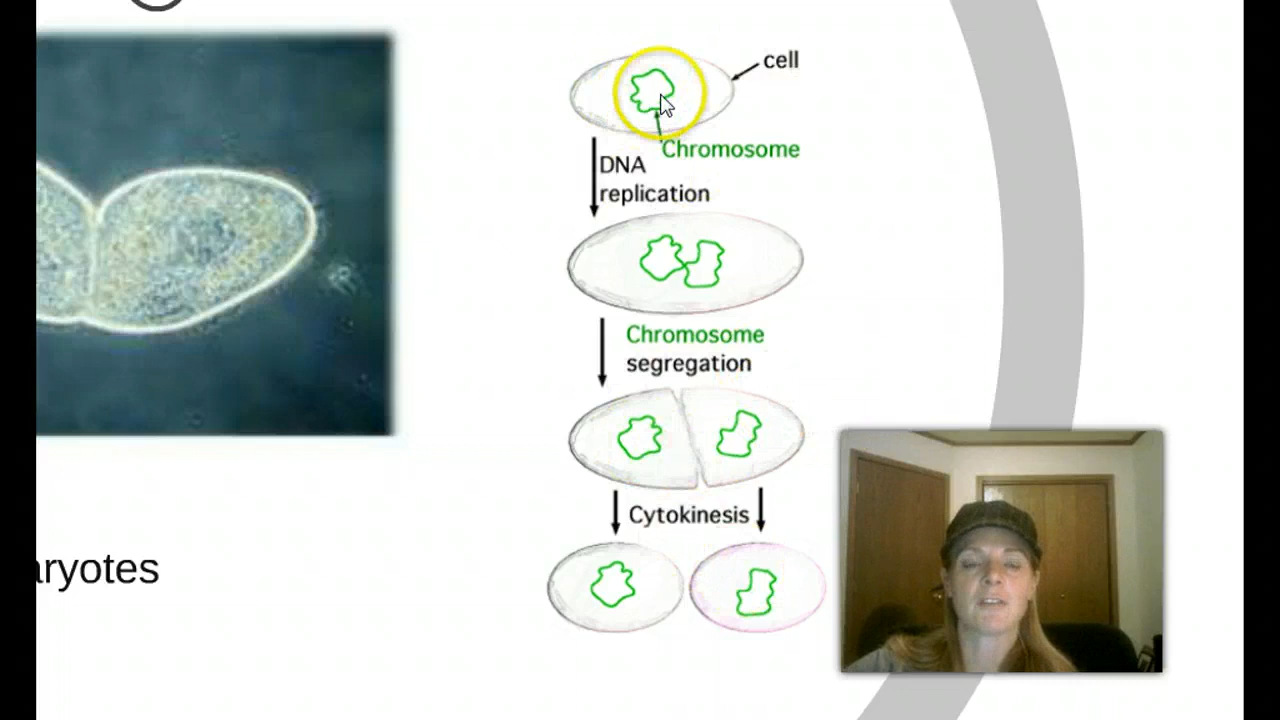 cell
Chromosome
DNA
replication
Chromosome
segregation
Cytokinesis
aryotes